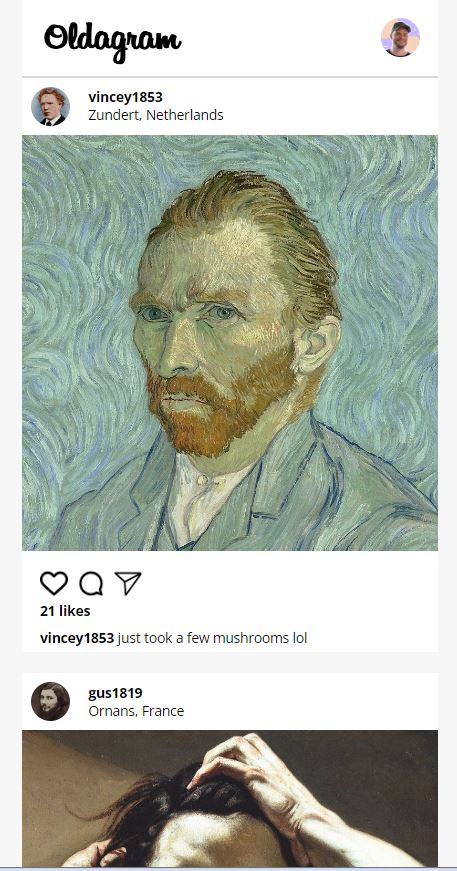 Oldagram
vincey1853
Zundert, Netherlands
21 likes
vincey1853 just took a few mushrooms lol
gus1819
Ornans, France